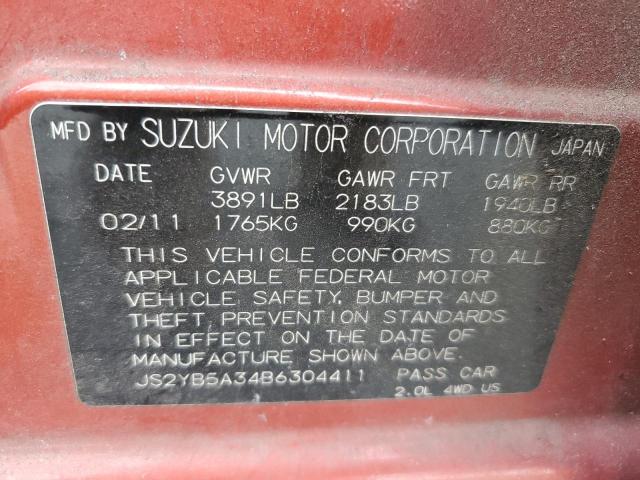 MFD BY SUZUKI MOTOR CORPORATION JAPAN
DATE GVWR GAWR FRT GAWR RR
3891LB 2183LB 1940LB
02/11 1765KG 990KG 880KG
THIS VEHICLE CONFORMS TO ALL
APPLICABLE FEDERAL MOTOR
VEHICLE SAFETY, BUMPER AND
THEFT PREVENTION STANDARDS
IN EFFECT ON THE DATE OF
MANUFACTURE SHOWN ABOVE.
JS2YB5A34B6304411 PASS CAR
2.0L 4WD US